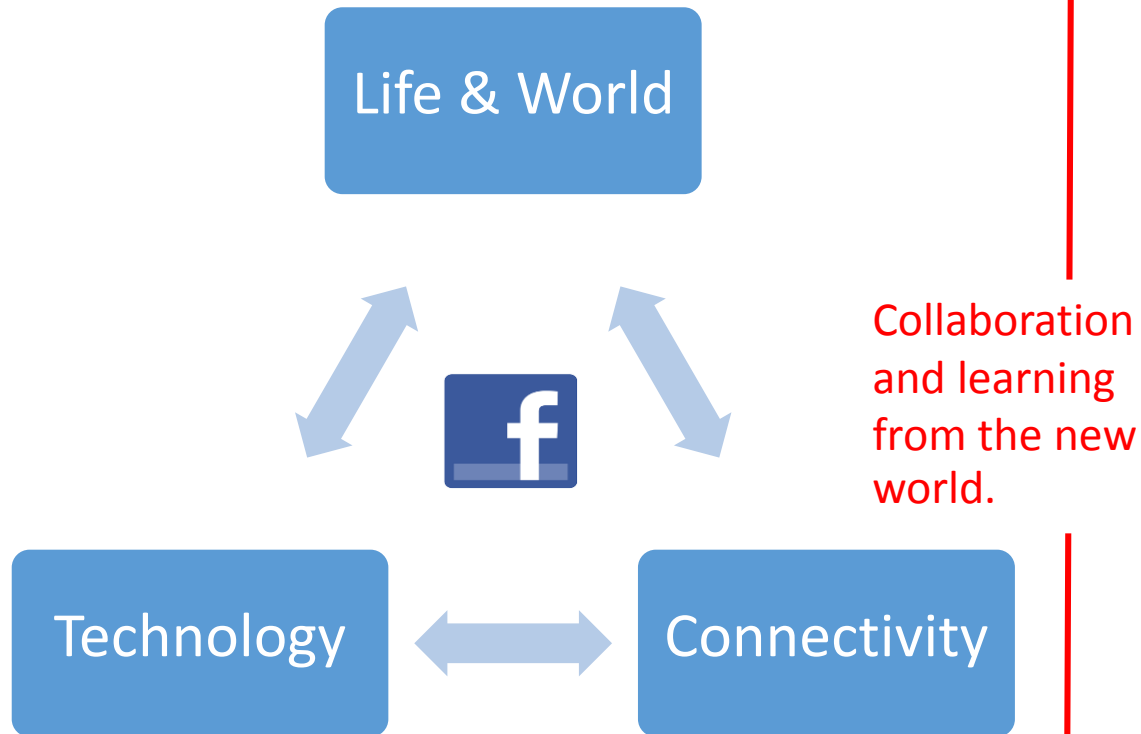 Life & World
f
Collaboration
and learning
from the new
world.
Technology
Connectivity